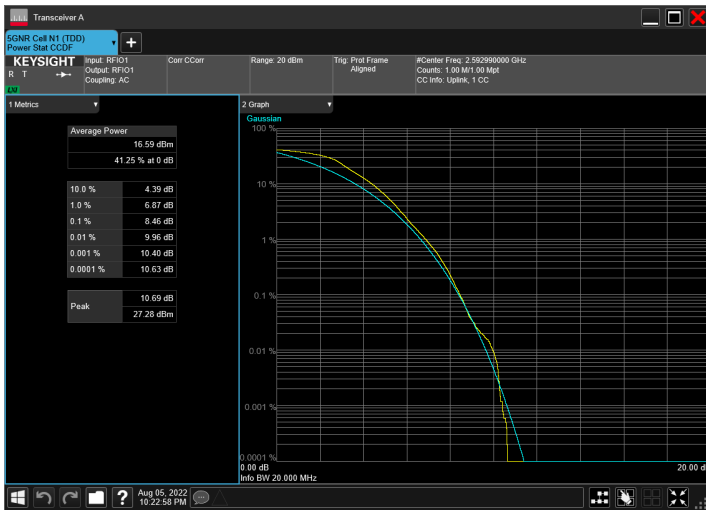 Transceiver A
5GNR Cell N1 (TDD)
Power Stat CCDF
KEYSIGHT
R T
LXI
Input: RFIO1
Output: RFIO1
Coupling: AC
Corr CCorr
Range: 20 dBm
Trig: Prot Frame
Aligned
#Center Freq: 2.592990000 GHz
Counts: 1.00 M/1.00 Mpt
CC Info: Uplink, 1 CC
1 Metrics
Average Power
16.59 dBm
41.25 % at 0 dB
10.0 % 4.39 dB
1.0 % 6.87 dB
0.1 % 8.46 dB
0.01 % 9.96 dB
0.001 % 10.40 dB
0.0001 % 10.63 dB
Peak
10.69 dB
27.28 dBm
2 Graph
Gaussian
100 %
10 %
1 %
0.1 %
0.01 %
0.001 %
0.0001 %
0.00 dB
20.00 d
Info BW 20.000 MHz
Aug 05, 2022
10:22:58 PM